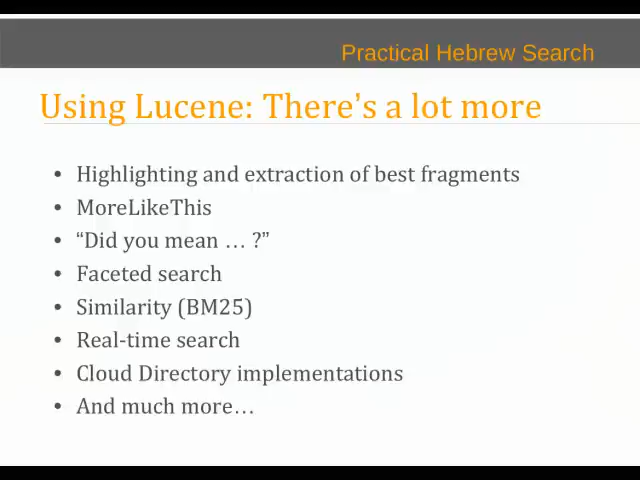 Practical Hebrew Search
Using Lucene: There's a lot more
• Highlighting and extraction of best fragments
• MoreLikeThis
• “Did you mean … ?”
• Faceted search
• Similarity (BM25)
• Real-time search
• Cloud Directory implementations
• And much more…